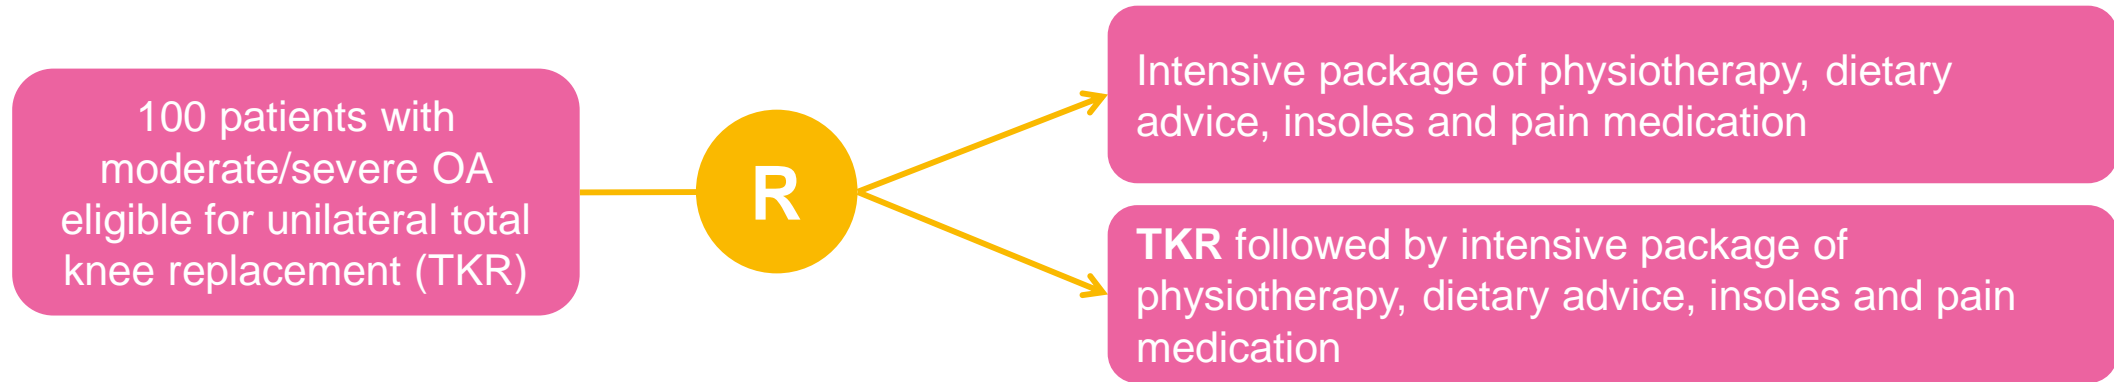 100 patients with
moderate/severe OA
eligible for unilateral total
knee replacement (TKR)
R
Intensive package of physiotherapy, dietary
advice, insoles and pain medication
TKR followed by intensive package of
physiotherapy, dietary advice, insoles and pain
medication